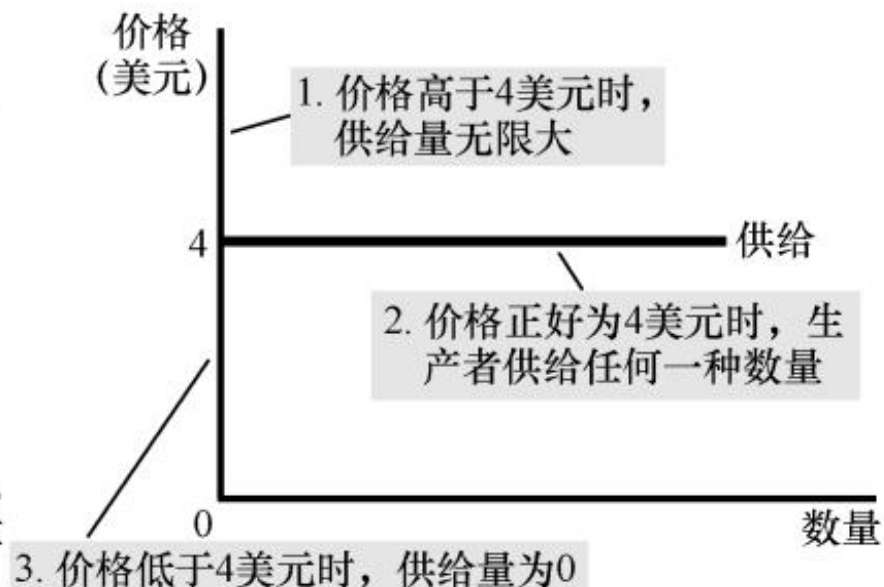 价格
(美元)
1. 价格高于4美元时，
供给量无限大
4
供给
2. 价格正好为4美元时，生
产者供给任何一种数量
0
数量
3. 价格低于4美元时，供给量为0